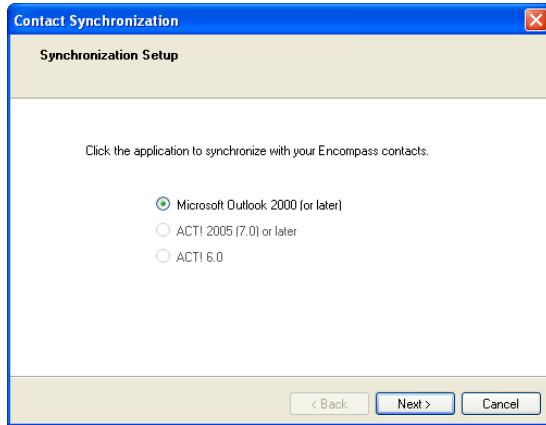 Contact Synchronization
Synchronization Setup
Click the application to synchronize with your Encompass contacts.
Microsoft Outlook 2000 (or later)
ACT! 2005 (7.0) or later
ACT! 6.0
< Back Next > Cancel